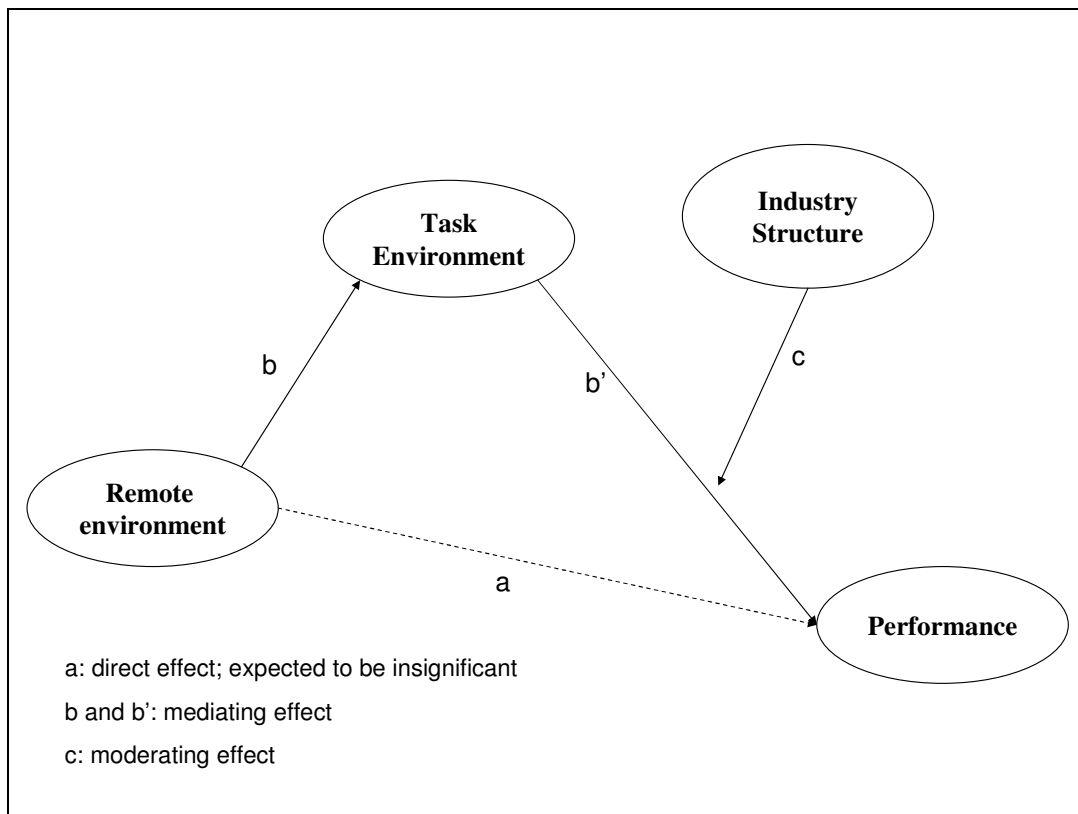 Industry
Structure
Task
Environment
b
b’
c
Remote
environment
a
Performance
a: direct effect; expected to be insignificant
b and b’: mediating effect
c: moderating effect